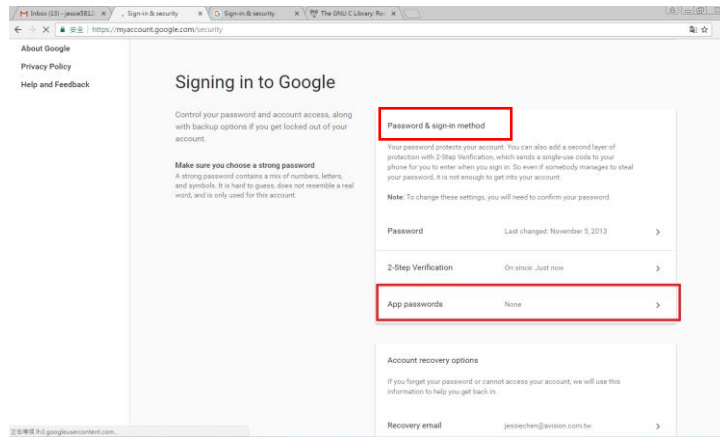 Inbox (15) - jessie5812
Sign-in & security
Sign-in & security
The GNU C Library: Re
安全 | https://myaccount.google.com/security
About Google
Privacy Policy
Help and Feedback
Signing in to Google
Control your password and account access, along
with backup options if you get locked out of your
account.
Make sure you choose a strong password
A strong password contains a mix of numbers, letters,
and symbols. It is hard to guess, does not resemble a real
word, and is only used for this account.
Password & sign-in method
Your password protects your account. You can also add a second layer of
protection with 2-Step Verification, which sends a single-use code to your
phone for you to enter when you sign in. So even if somebody manages to steal
your password, it is not enough to get into your account.
Note: To change these settings, you will need to confirm your password.
Password Last changed: November 5, 2013
2-Step Verification On since: Just now
App passwords None
Account recovery options
If you forget your password or cannot access your account, we will use this
information to help you get back in.
Recovery email jessiechen@avision.com.tw
lh3.googleusercontent.com...